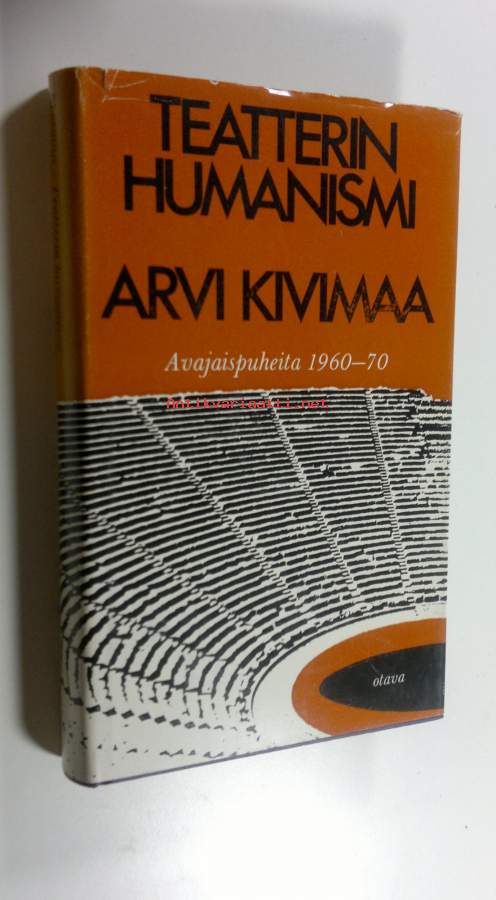 TEATTERIN
HUMANISMI
ARVI KIVIMAA
Avajaispuheita 1960–70
Antikvariaatti.net
otava